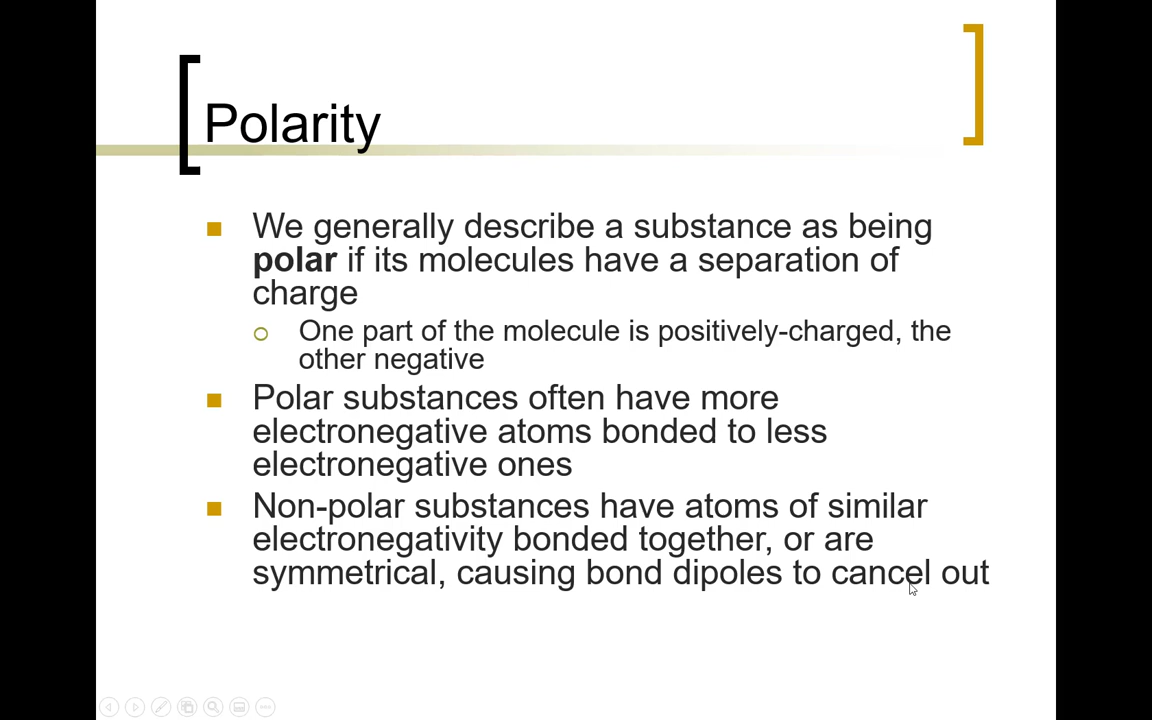 Polarity
We generally describe a substance as being
polar if its molecules have a separation of
charge
One part of the molecule is positively-charged, the
other negative
Polar substances often have more
electronegative atoms bonded to less
electronegative ones
Non-polar substances have atoms of similar
electronegativity bonded together, or are
symmetrical, causing bond dipoles to cancel out